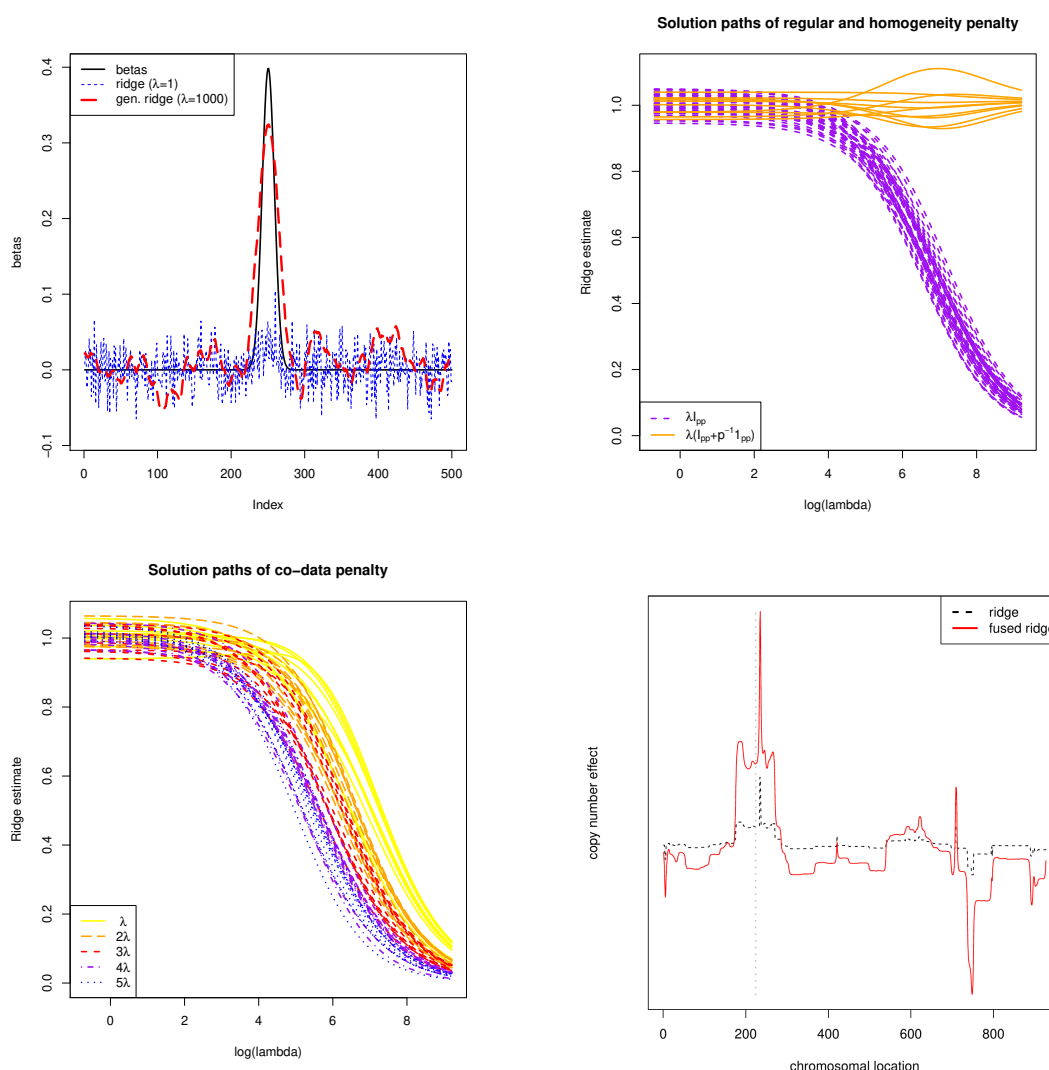 betas
ridge (λ=1)
gen. ridge (λ=1000)
betas
0.4
0.3
0.2
0.1
0.0
-0.1
0
100
200
300
400
500
Index
Solution paths of regular and homogeneity penalty
Ridge estimate
1.0
0.8
0.6
0.4
0.2
0.0
λIpp
λ(Ipp+p⁻¹1pp)
0
2
4
6
8
log(lambda)
Solution paths of co−data penalty
Ridge estimate
1.0
0.8
0.6
0.4
0.2
0.0
λ
2λ
3λ
4λ
5λ
0
2
4
6
8
log(lambda)
ridge
fused ridge
copy number effect
0
200
400
600
800
chromosomal location